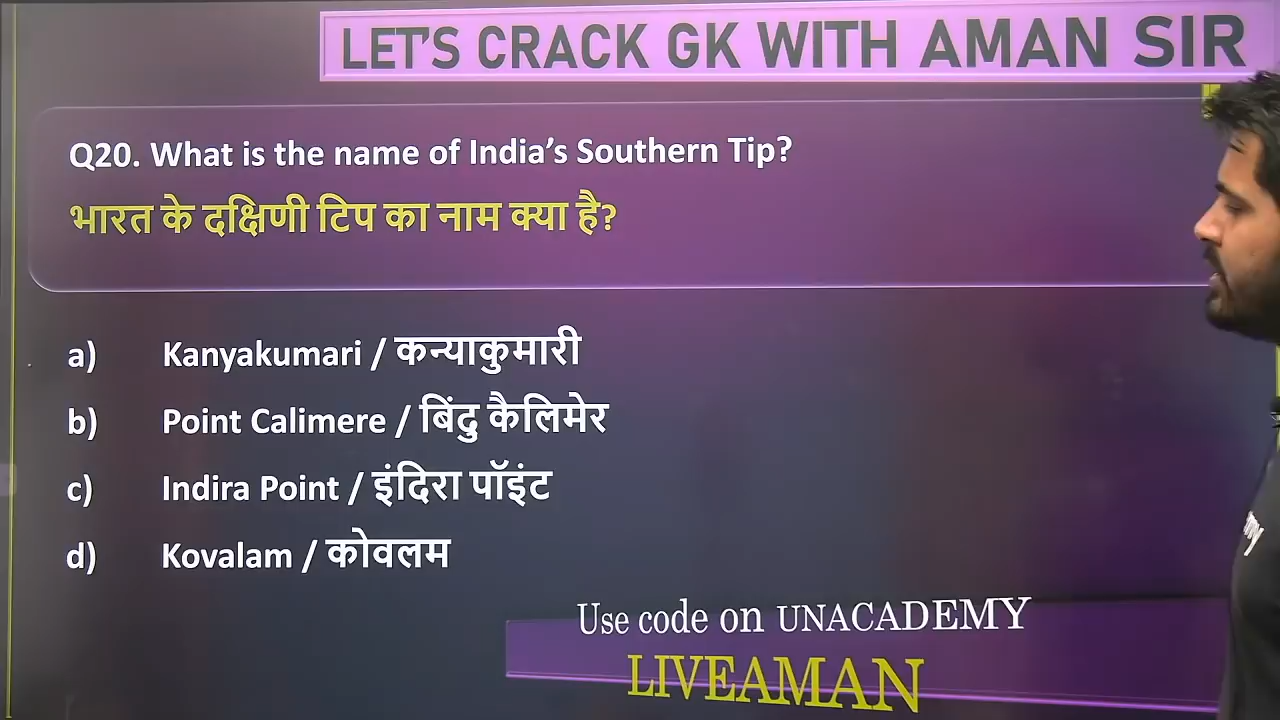 LET'S CRACK GK WITH AMAN SIR
Q20. What is the name of India's Southern Tip?
भारत के दक्षिणी टिप का नाम क्या है?
a) Kanyakumari / कन्याकुमारी
b) Point Calimere / बिंदु कैलिमेर
c) Indira Point / इंदिरा पॉइंट
d) Kovalam / कोवलम
Use code on UNACADEMY
LIVEAMAN